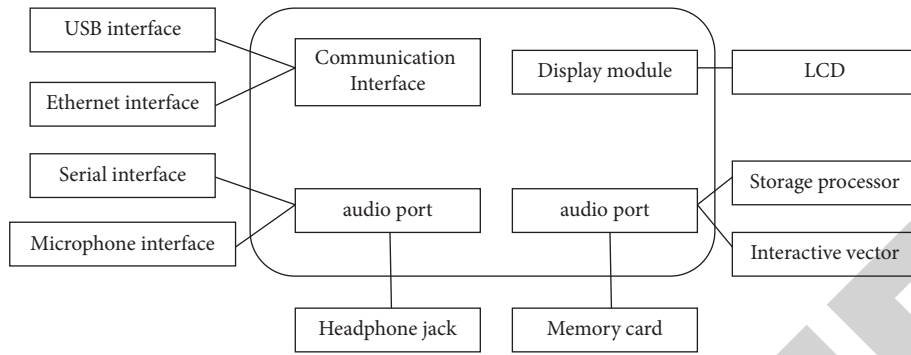 USB interface
Ethernet interface
Serial interface
Microphone interface
Communication
Interface
Display module
LCD
audio port
audio port
Storage processor
Interactive vector
Headphone jack
Memory card